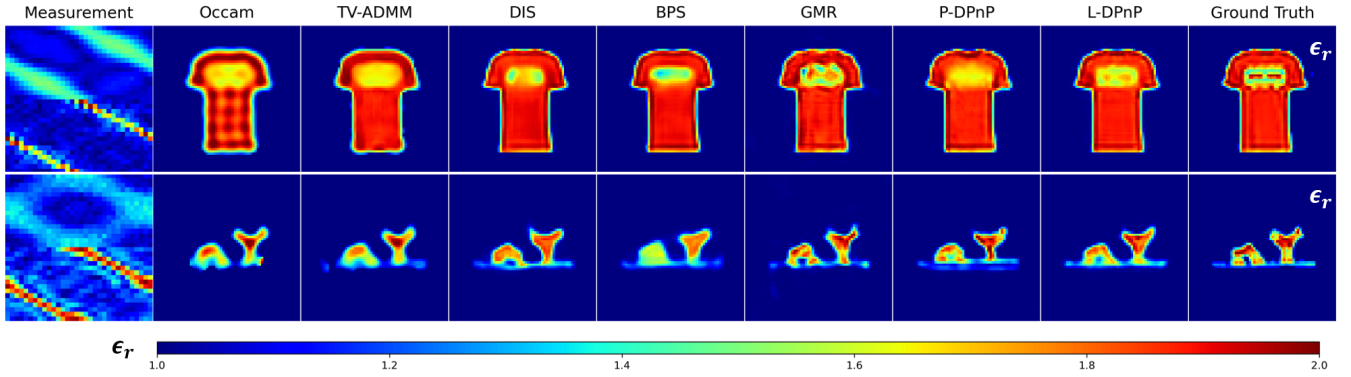 Measurement Occam TV-ADMM DIS BPS GMR P-DPnP L-DPnP Ground Truth
ϵr
ϵr
ϵr
1.0 1.2 1.4 1.6 1.8 2.0